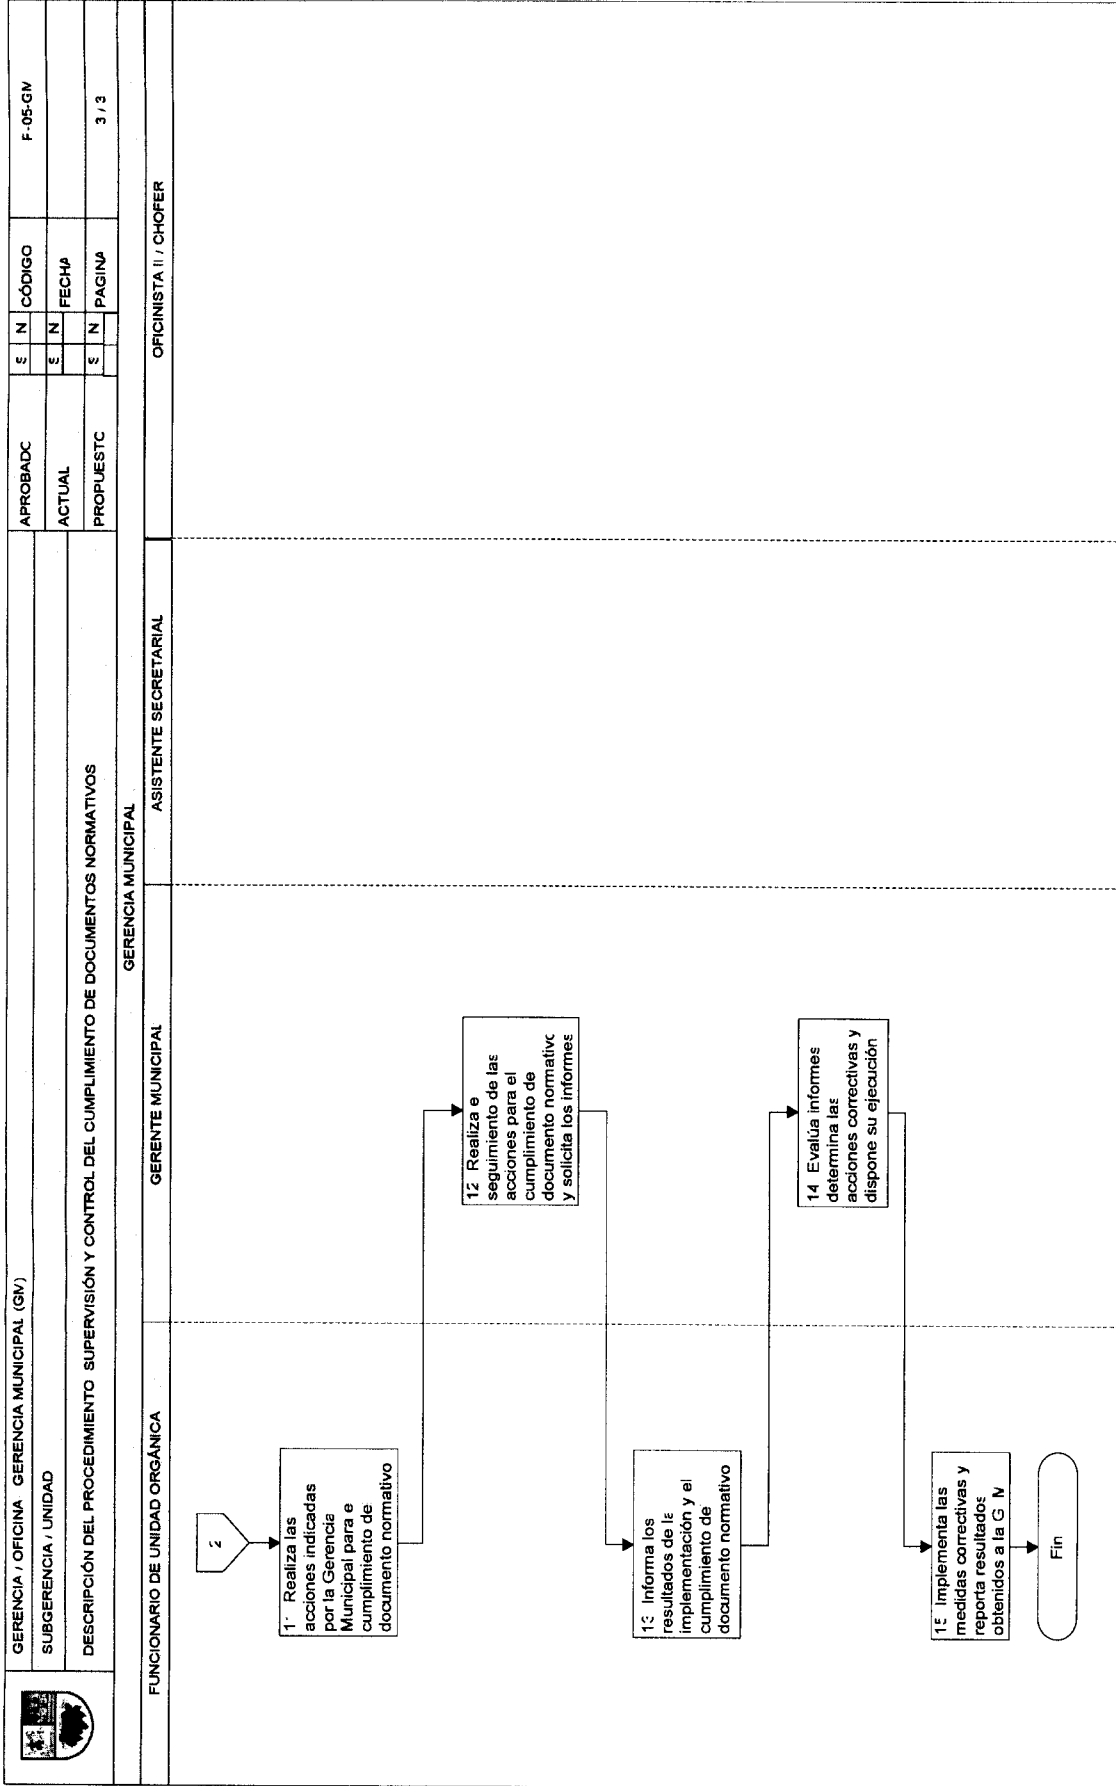 GERENCIA / OFICINA GERENCIA MUNICIPAL (GM)
SUBGERENCIA / UNIDAD
DESCRIPCIÓN DEL PROCEDIMIENTO SUPERVISIÓN Y CONTROL DEL CUMPLIMIENTO DE DOCUMENTOS NORMATIVOS
APROBADO S N CÓDIGO F-05-GM
ACTUAL S N FECHA
PROPUESTO S N PAGINA 3 / 3
GERENCIA MUNICIPAL
FUNCIONARIO DE UNIDAD ORGÁNICA
GERENTE MUNICIPAL
ASISTENTE SECRETARIAL
OFICINISTA II / CHOFER
2
1 Realiza las
acciones indicadas
por la Gerencia
Municipal para e
cumplimiento de
documento normativo
12 Realiza e
seguimiento de las
acciones para el
cumplimiento de
documento normativo
y solicita los informes
13 Informa los
resultados de la
implementación y el
cumplimiento de
documento normativo
14 Evalúa informes
determina las
acciones correctivas y
dispone su ejecución
15 Implementa las
medidas correctivas y
reporta resultados
obtenidos a la G M
Fin